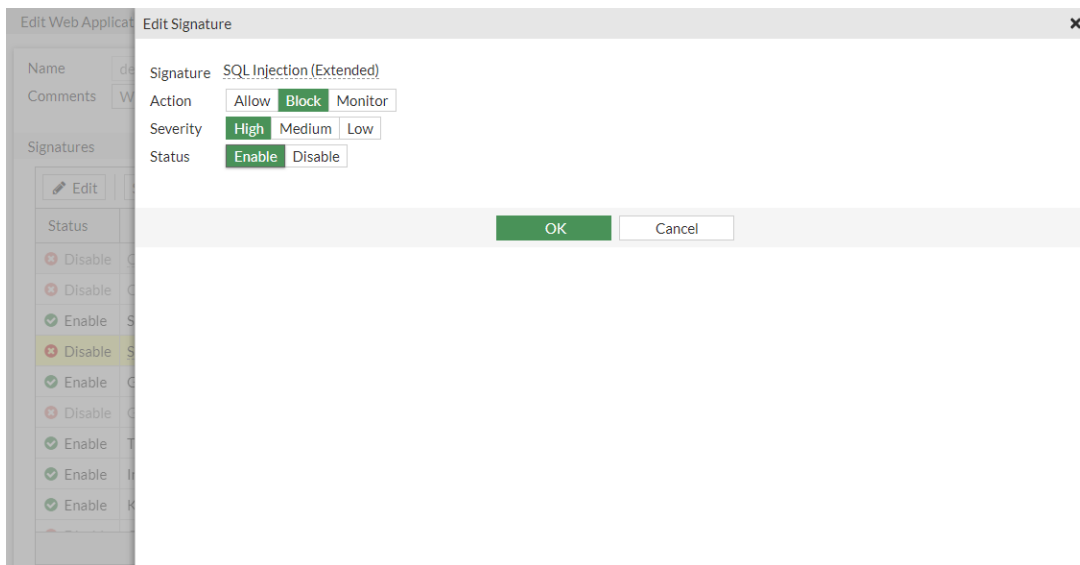 Edit Web Applicat
Edit Signature
Name de
Comments W
Signature SQL Injection (Extended)
Action Allow Block Monitor
Severity High Medium Low
Status Enable Disable
Signatures
Edit
OK Cancel
Status
Disable
Disable
Enable S
Disable S
Enable G
Disable
Enable T
Enable
Enable K